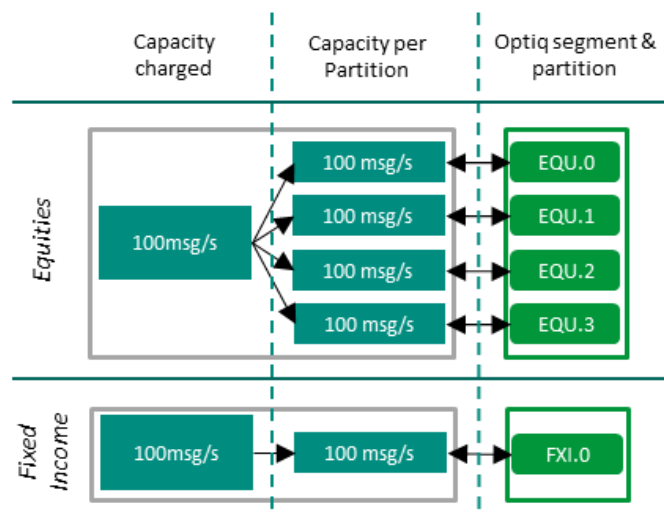 Capacity
charged
Capacity per
Partition
Optiq segment &
partition
Equities
100msg/s
100 msg/s
EQU.0
100 msg/s
EQU.1
100 msg/s
EQU.2
100 msg/s
EQU.3
Fixed
Income
100msg/s
100 msg/s
FXI.0